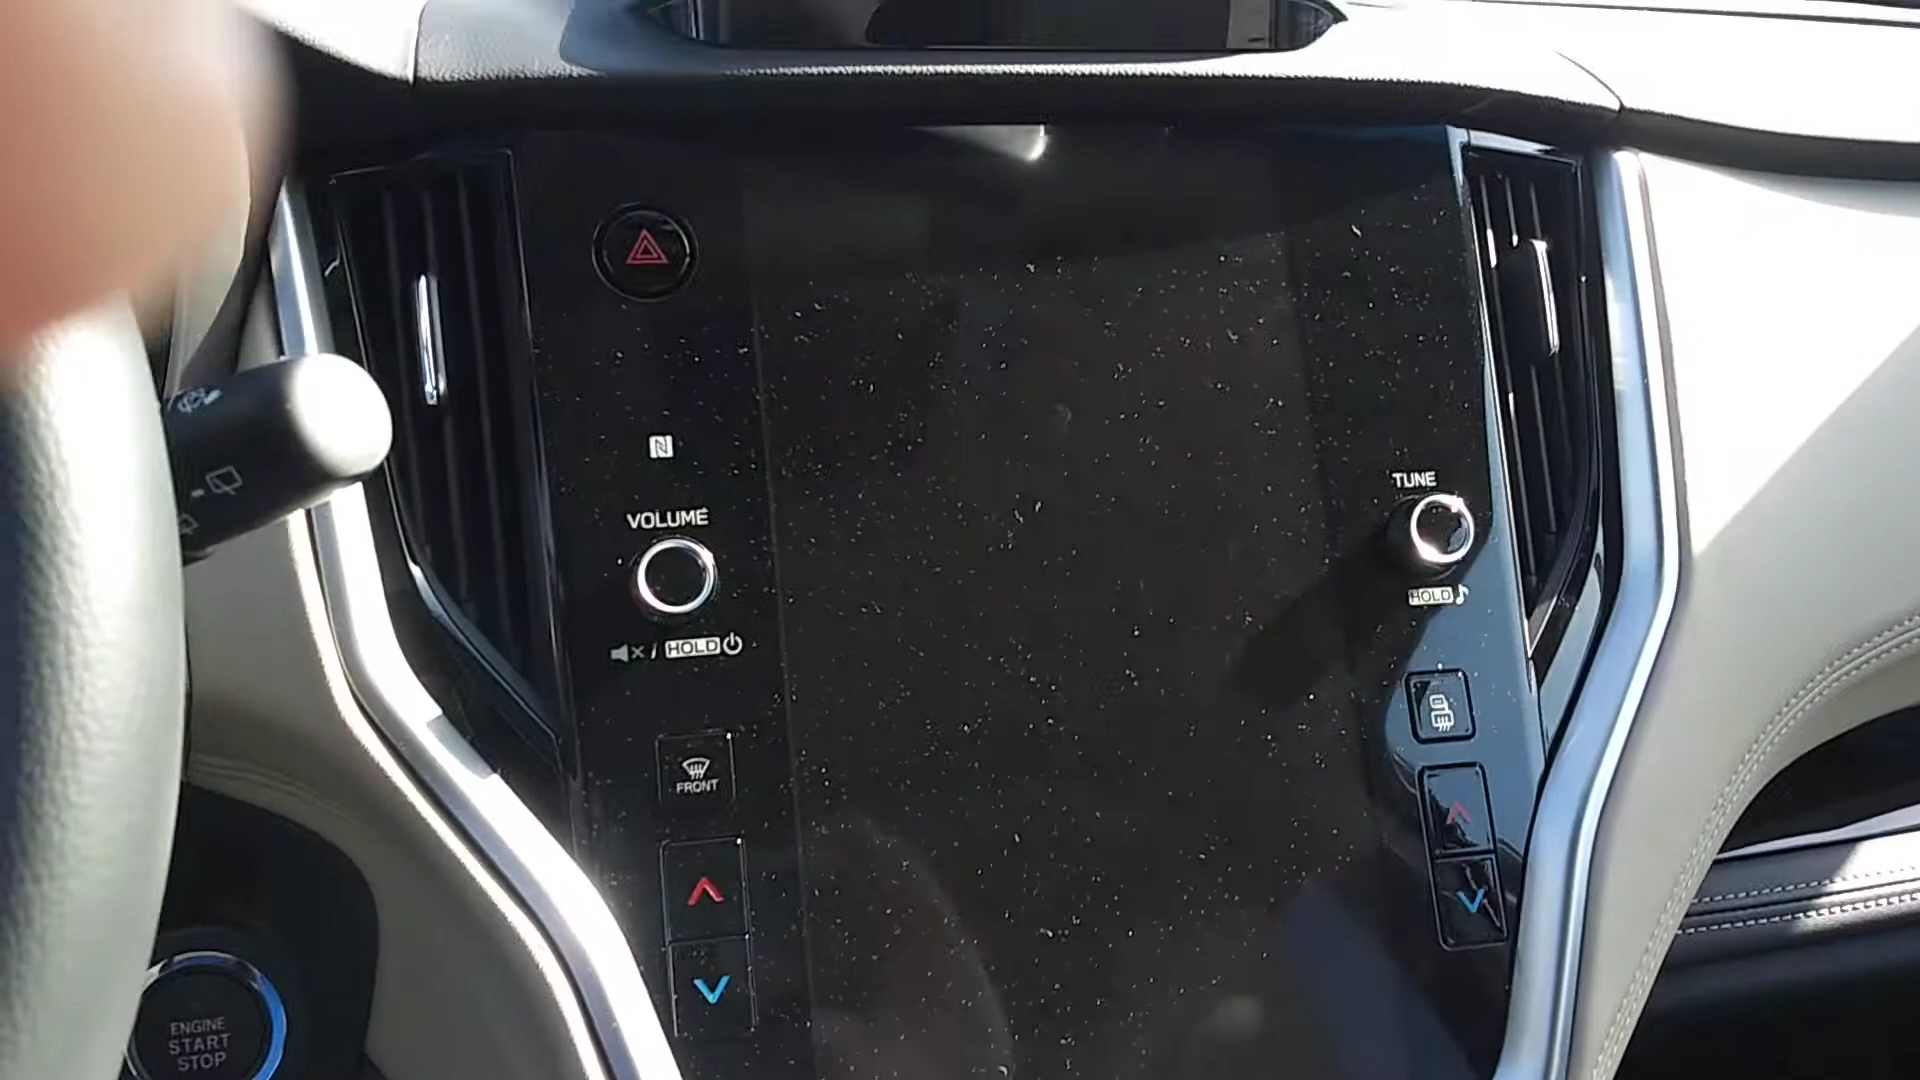 VOLUME
HOLD
TUNE
HOLD
FRONT
ENGINE
START
STOP